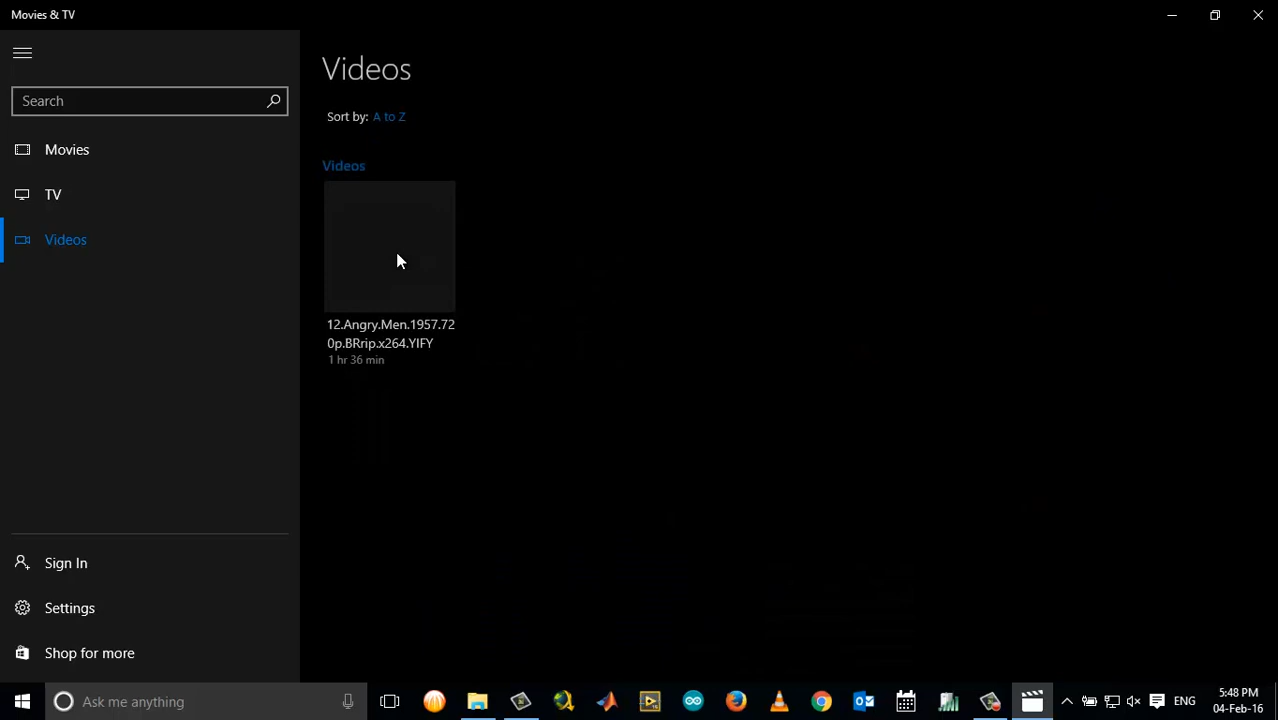 Movies & TV
Search
Movies
TV
Videos
Sign In
Settings
Shop for more
Videos
Sort by: A to Z
Videos
12.Angry.Men.1957.72
0p.BRrip.x264.YIFY
1 hr 36 min
Ask me anything
ENG
5:48 PM
04-Feb-16